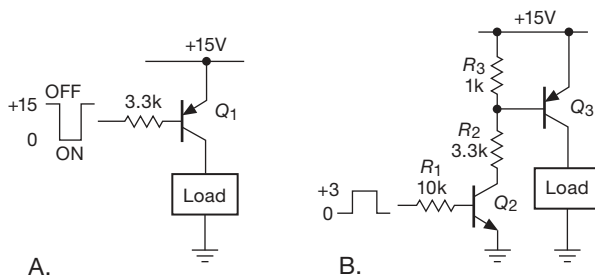 +15V
OFF
+15
0
ON
3.3k
Q1
Load
A.
+15V
R3
1k
Q3
R2
3.3k
R1
10k
+3
0
Q2
Load
B.